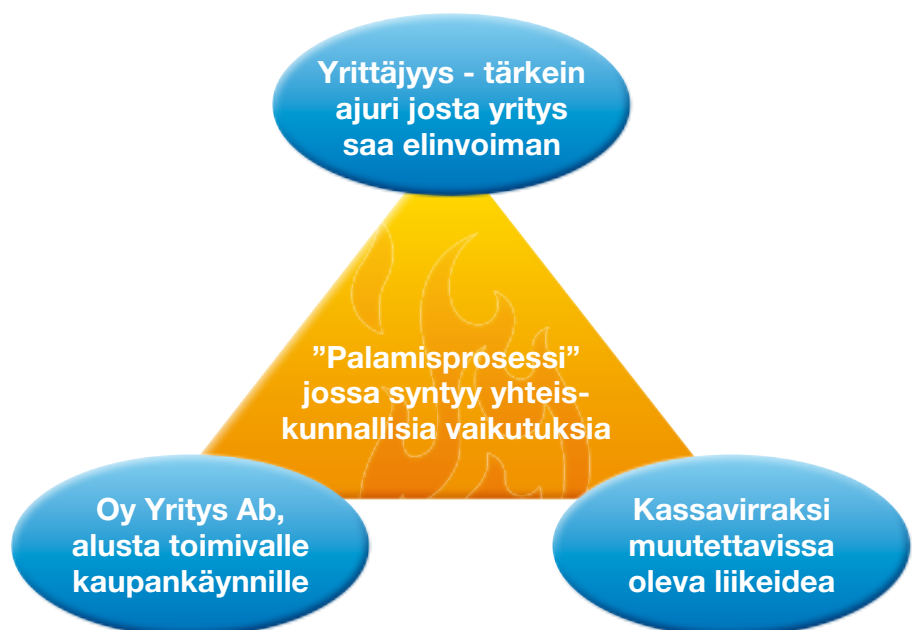 Yrittäjyys - tärkein
ajuri josta yritys
saa elinvoiman
”Palamisprosessi”
jossa syntyy yhteis-
kunnallisia vaikutuksia
Oy Yritys Ab,
alusta toimivalle
kaupankäynnille
Kassavirraksi
muutettavissa
oleva liikeidea